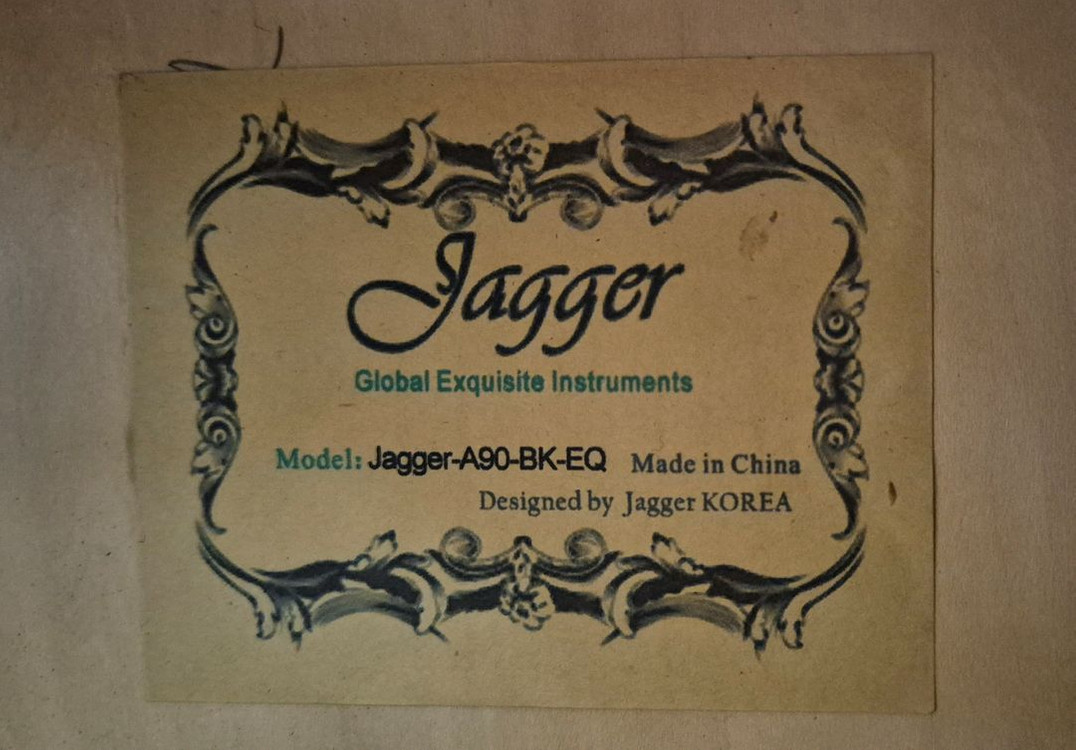 Jagger
Global Exquisite Instruments
Model: Jagger-A90-BK-EQ Made in China
Designed by Jagger KOREA